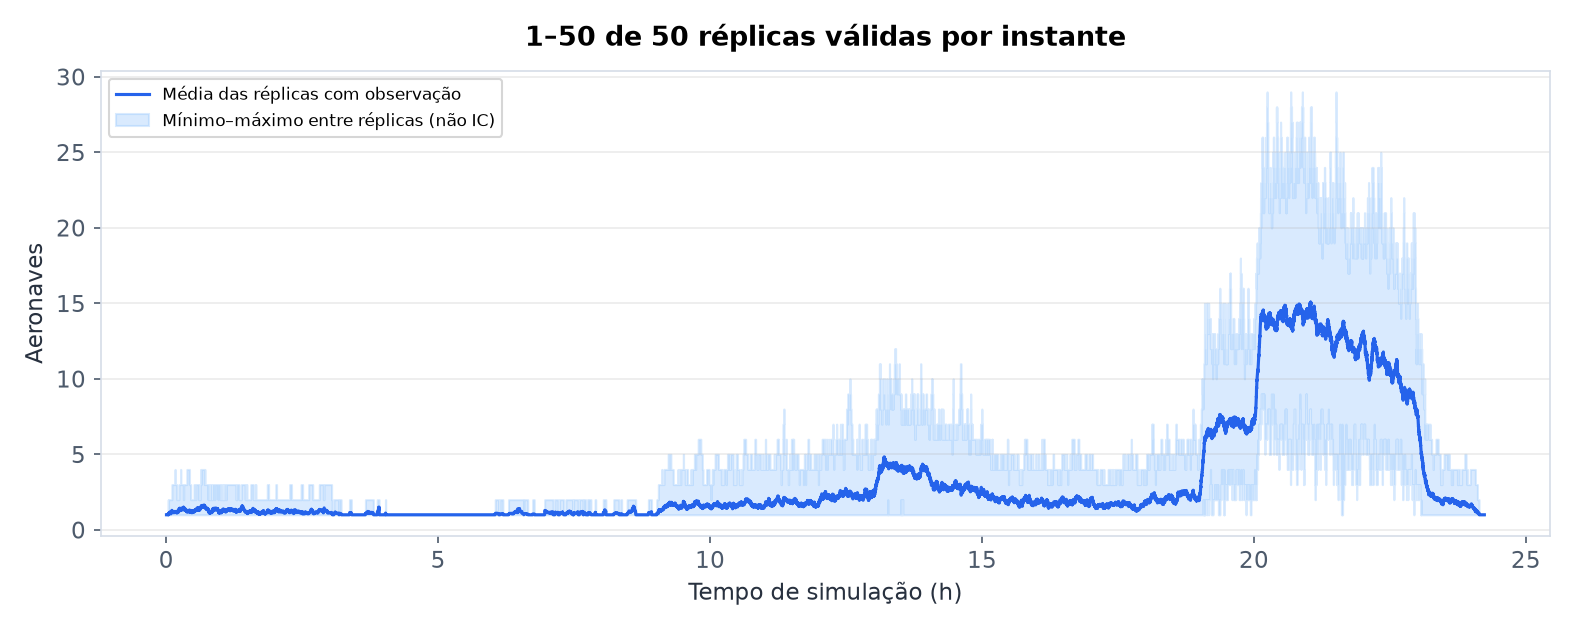 1–50 de 50 réplicas válidas por instante
Média das réplicas com observação
Mínimo–máximo entre réplicas (não IC)
Aeronaves
30
25
20
15
10
5
0
0 5 10 15 20 25
Tempo de simulação (h)